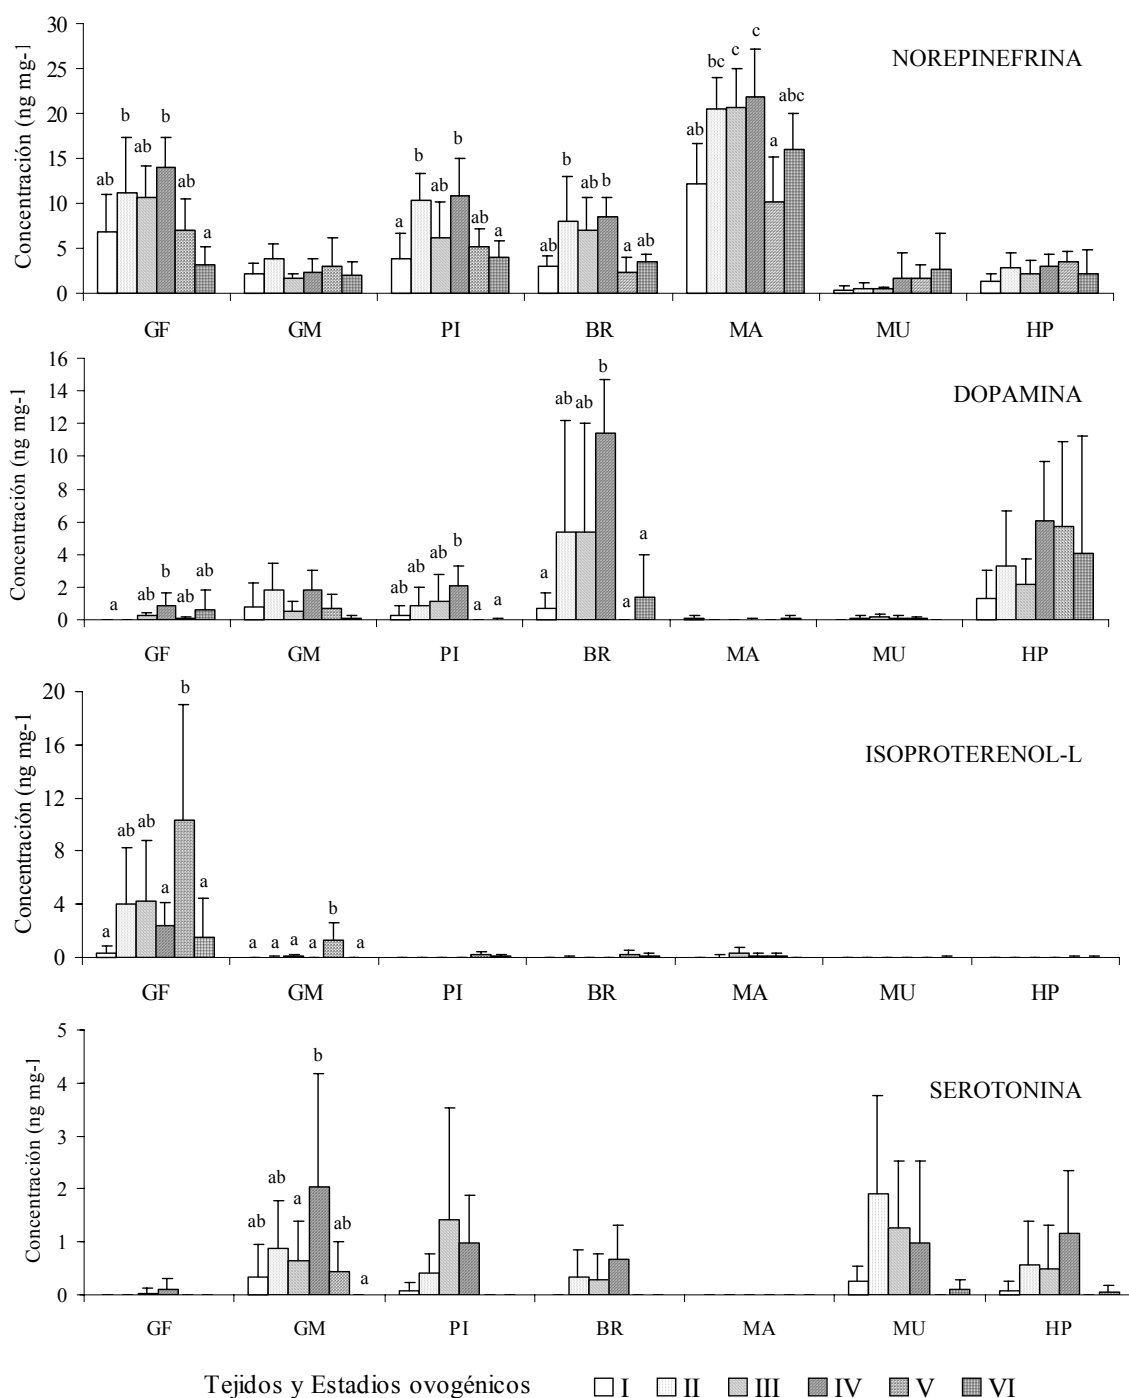 NOREPINEFRINA
Concentración (ng mg-1
30
25
20
15
10
5
0
ab b ab b ab a
a b ab b ab a
ab b ab b a ab
ab bc c c a abc
GF GM PI BR MA MU HP
DOPAMINA
Concentración (ng mg-1
16
14
12
10
8
6
4
2
0
a ab b ab ab
ab ab ab b a a
a ab ab b a a
GF GM PI BR MA MU HP
ISOPROTERENOL-L
Concentración (ng mg-1
20
16
12
8
4
0
a ab ab a b a
a a a a b a
GF GM PI BR MA MU HP
SEROTONINA
Concentración (ng mg-1
5
4
3
2
1
0
ab ab a b ab a
GF GM PI BR MA MU HP
Tejidos y Estadios ovogénicos I II III IV V VI